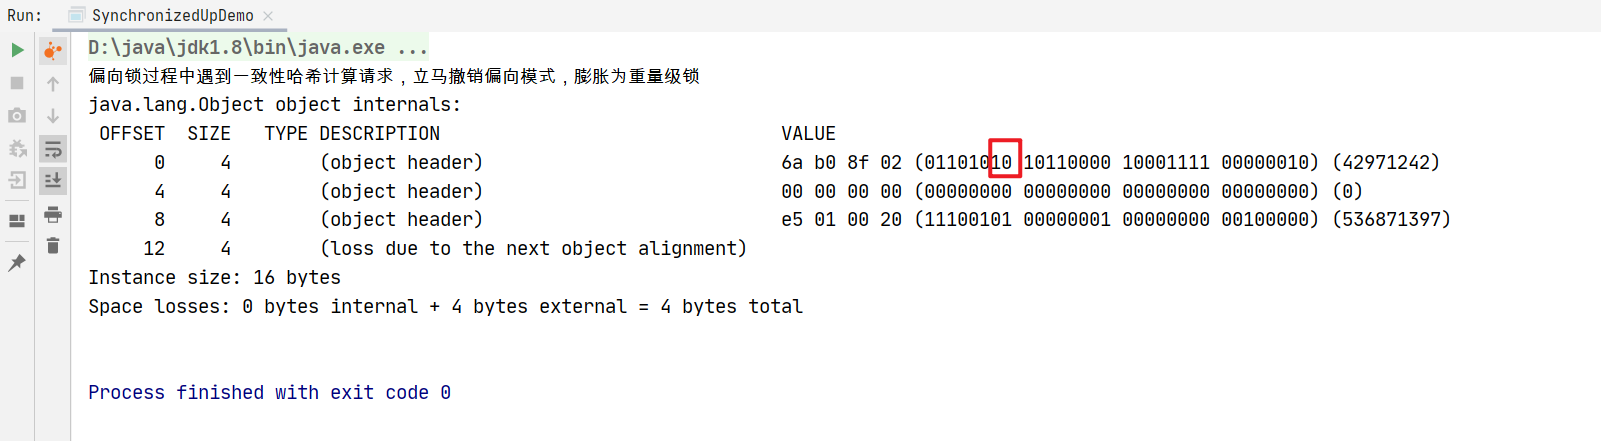 Run: SynchronizedUpDemo ×
D:\java\jdk1.8\bin\java.exe ...
偏向锁过程中遇到一致性哈希计算请求，立马撤销偏向模式，膨胀为重量级锁
java.lang.Object object internals:
OFFSET SIZE TYPE DESCRIPTION VALUE
0 4 (object header) 6a b0 8f 02 (01101010 10110000 10001111 00000010) (42971242)
4 4 (object header) 00 00 00 00 (00000000 00000000 00000000 00000000) (0)
8 4 (object header) e5 01 00 20 (11100101 00000001 00000000 00100000) (536871397)
12 4 (loss due to the next object alignment)
Instance size: 16 bytes
Space losses: 0 bytes internal + 4 bytes external = 4 bytes total
Process finished with exit code 0